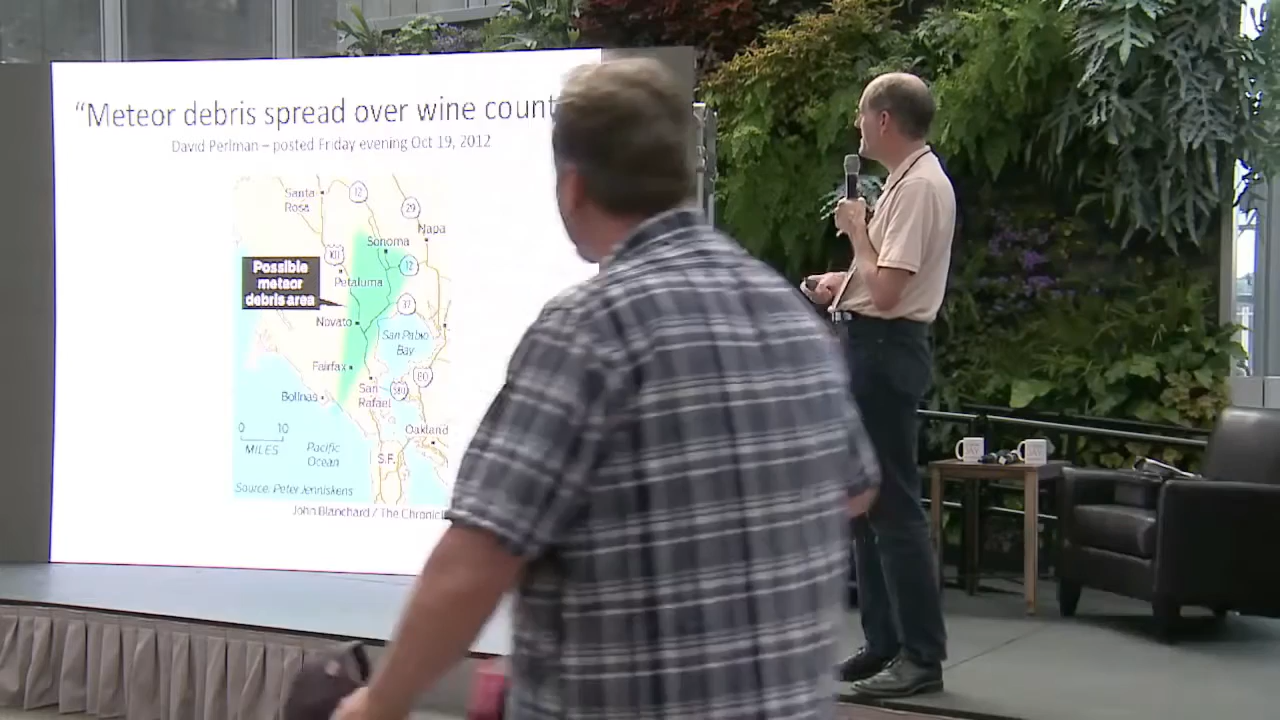 “Meteor debris spread over wine count
David Perlman – posted Friday evening Oct 19, 2012
Santa
Rosa
12
29
Napa
Sonoma
101
12
Possible
meteor
debris area
Petaluma
37
Novato
San Pablo
Bay
Fairfax
80
San
Rafael
580
Bolinas
0 10
MILES
Oakland
Pacific
Ocean
S.F.
Source: Peter Jenniskens
John Blanchard / The Chronicl